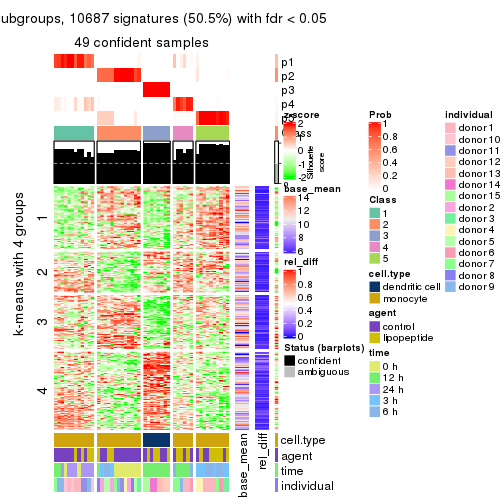 ubgroups, 10687 signatures (50.5%) with fdr < 0.05
49 confident samples
p1
p2
p3
p4
Silhouette
score
k-means with 4 groups
1
2
3
4
cell.type
agent
time
individual
base_mean
rel_diff
z-score
2
1
0
-1
-2
base_mean
14
12
10
8
6
rel_diff
1
0.8
0.6
0.4
0.2
0
Status (barplots)
confident
ambiguous
Prob
1
0.8
0.6
0.4
0.2
0
Class
1
2
3
4
5
cell.type
dendritic cell
monocyte
agent
control
lipopeptide
time
0 h
12 h
24 h
3 h
6 h
individual
donor1
donor10
donor11
donor12
donor13
donor14
donor15
donor2
donor3
donor4
donor5
donor6
donor7
donor8
donor9